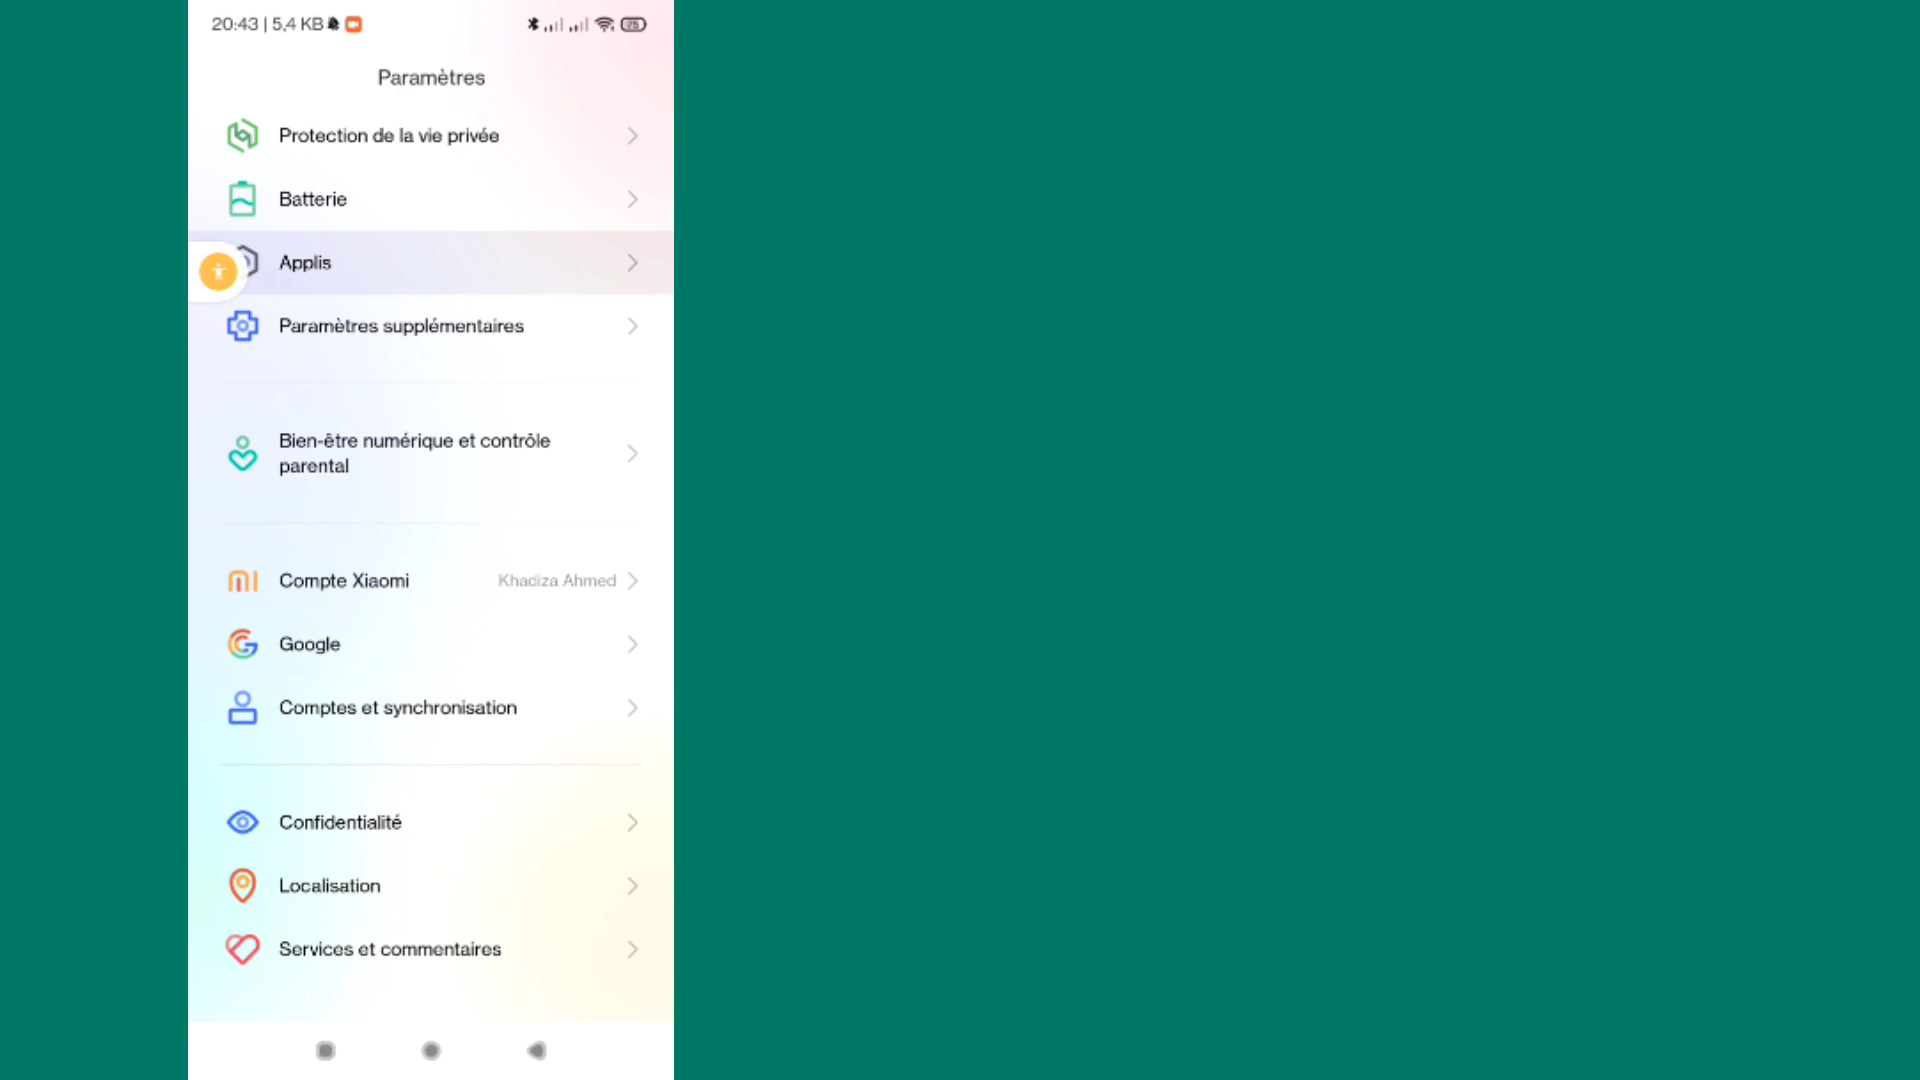 20:43 | 5,4 KB
25
Paramètres
Protection de la vie privée
Batterie
Applis
Paramètres supplémentaires
Bien-être numérique et contrôle
parental
Compte Xiaomi Khadiza Ahmed
Google
Comptes et synchronisation
Confidentialité
Localisation
Services et commentaires